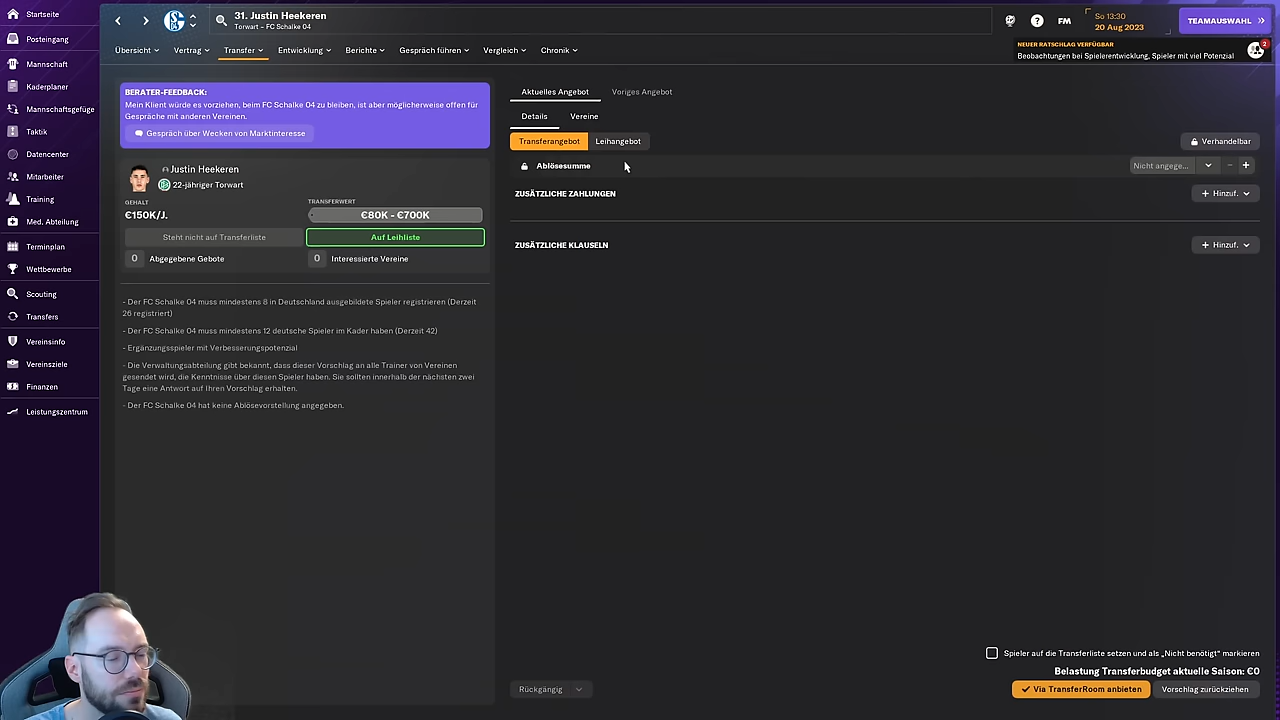 31. Justin Heekeren
Torwart – FC Schalke 04
FM
So 13:30
20 Aug 2023
TEAMAUSWAHL
Übersicht
Vertrag
Transfer
Entwicklung
Berichte
Gespräch führen
Vergleich
Chronik
NEUER RATSCHLAG VERFÜGBAR
Beobachtungen bei Spielerentwicklung, Spieler mit viel Potenzial
2
Startseite
Posteingang
Mannschaft
Kaderplaner
Mannschaftsgefüge
Taktik
Datencenter
Mitarbeiter
Training
Med. Abteilung
Terminplan
Wettbewerbe
Scouting
Transfers
Vereinsinfo
Vereinsziele
Finanzen
Leistungszentrum
BERATER-FEEDBACK:
Mein Klient würde es vorziehen, beim FC Schalke 04 zu bleiben, ist aber möglicherweise offen für
Gespräche mit anderen Vereinen.
Gespräch über Wecken von Marktinteresse
Justin Heekeren
22-jähriger Torwart
GEHALT
€150K/J.
TRANSFERWERT
€80K - €700K
Steht nicht auf Transferliste
Auf Leihliste
0 Abgegebene Gebote
0 Interessierte Vereine
- Der FC Schalke 04 muss mindestens 8 in Deutschland ausgebildete Spieler registrieren (Derzeit
26 registriert)
- Der FC Schalke 04 muss mindestens 12 deutsche Spieler im Kader haben (Derzeit 42)
- Ergänzungsspieler mit Verbesserungspotenzial
- Die Verwaltungsabteilung gibt bekannt, dass dieser Vorschlag an alle Trainer von Vereinen
gesendet wird, die Kenntnisse über diesen Spieler haben. Sie sollten innerhalb der nächsten zwei
Tage eine Antwort auf Ihren Vorschlag erhalten.
- Der FC Schalke 04 hat keine Ablösevorstellung angegeben.
Aktuelles Angebot
Voriges Angebot
Details
Vereine
Transferangebot
Leihangebot
Verhandelbar
Ablösesumme
Nicht angege...
ZUSÄTZLICHE ZAHLUNGEN
+ Hinzuf.
ZUSÄTZLICHE KLAUSELN
+ Hinzuf.
Spieler auf die Transferliste setzen und als „Nicht benötigt" markieren
Belastung Transferbudget aktuelle Saison: €0
Rückgängig
Via TransferRoom anbieten
Vorschlag zurückziehen